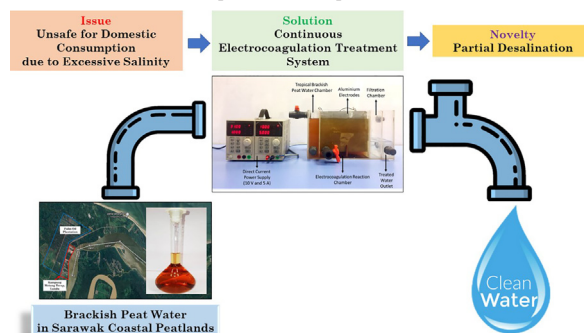 Issue
Unsafe for Domestic
Consumption
due to Excessive Salinity
Solution
Continuous
Electrocoagulation Treatment
System
Novelty
Partial Desalination
Tropical Brackish
Peat Water Chamber
Aluminium
Electrodes
Filtration
Chamber
Direct Current
Power Supply
(30 V and 5 A)
Electrocoagulation Reaction
Chamber
Treated
Water
Outlet
Clean
Water
Brackish Peat Water
in Sarawak Coastal Peatlands